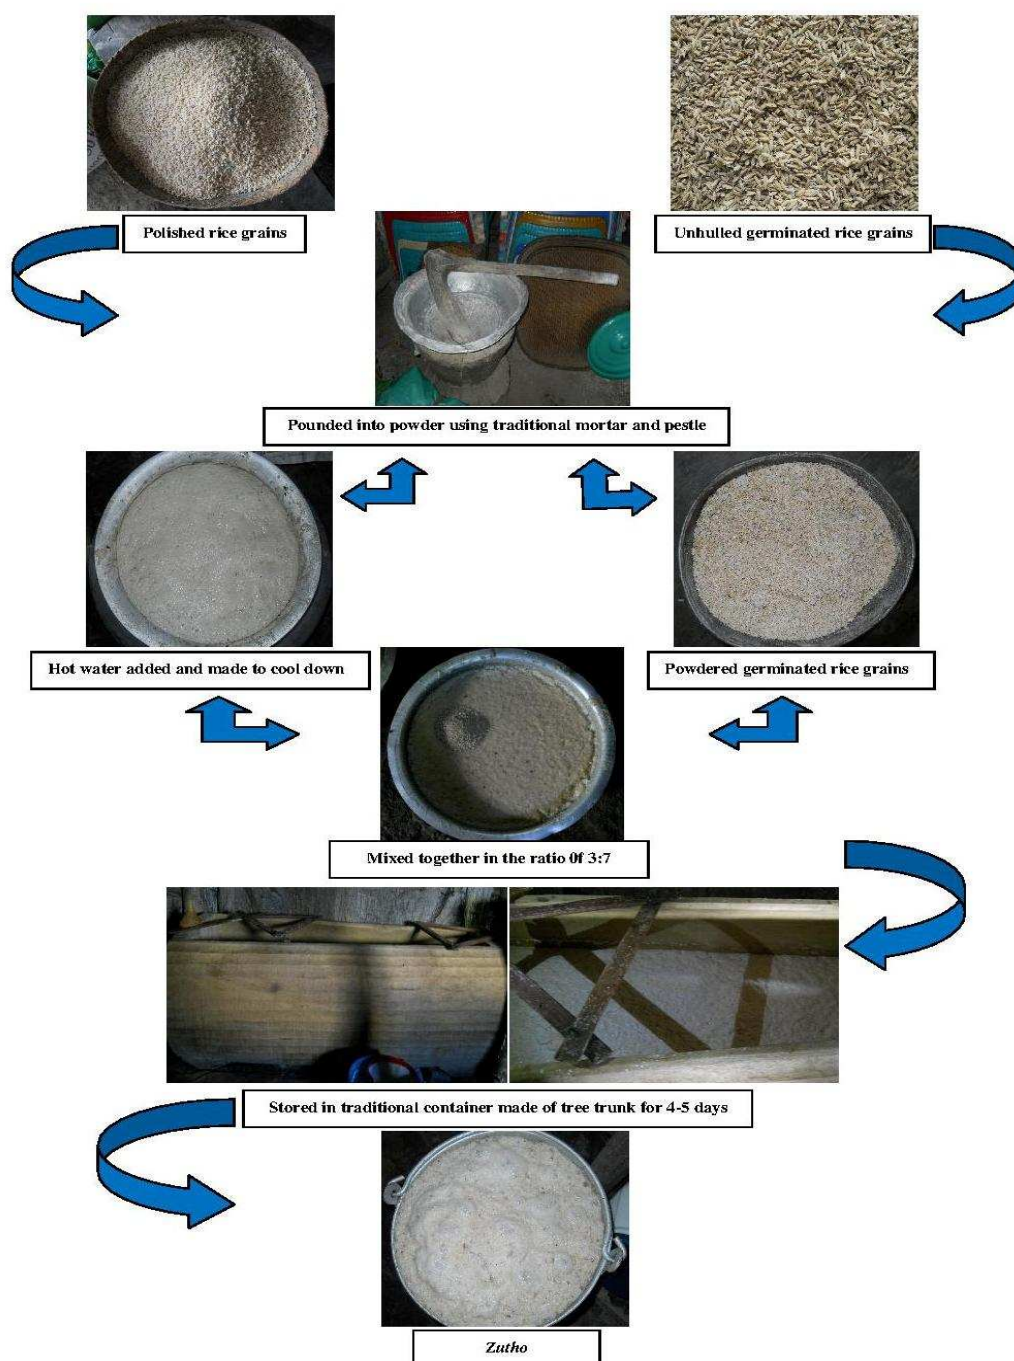 Polished rice grains
Unhulled germinated rice grains
Pounded into powder using traditional mortar and pestle
Hot water added and made to cool down
Powdered germinated rice grains
Mixed together in the ratio 0f 3:7
Stored in traditional container made of tree trunk for 4-5 days
Zutho